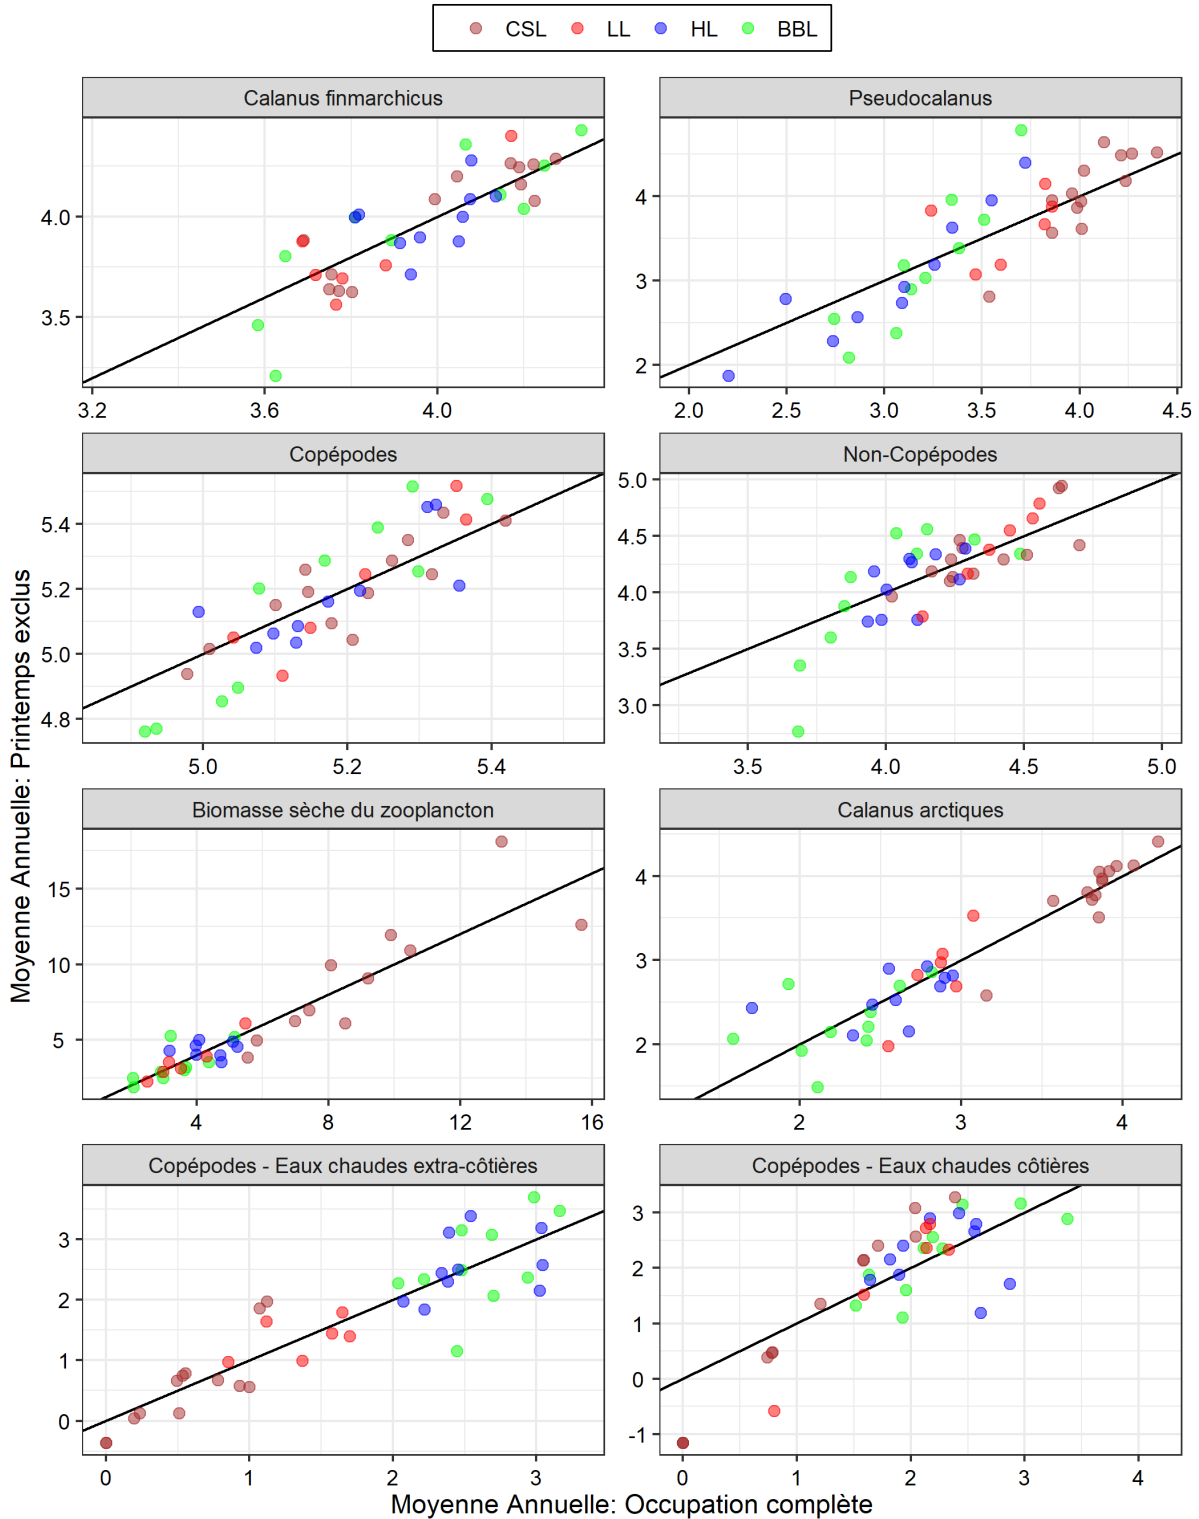 CSL LL HL BBL
Calanus finmarchicus
Pseudocalanus
4.0
3.5
3.2 3.6 4.0
4
3
2
2.0 2.5 3.0 3.5 4.0 4.5
Copépodes
Non-Copépodes
5.4
5.2
5.0
4.8
5.0 5.2 5.4
5.0
4.5
4.0
3.5
3.0
3.5 4.0 4.5 5.0
Biomasse sèche du zooplancton
Calanus arctiques
15
10
5
4 8 12 16
4
3
2
2 3 4
Copépodes - Eaux chaudes extra-côtières
Copépodes - Eaux chaudes côtières
3
2
1
0
0 1 2 3
3
2
1
0
-1
0 1 2 3 4
Moyenne Annuelle: Printemps exclus
Moyenne Annuelle: Occupation complète